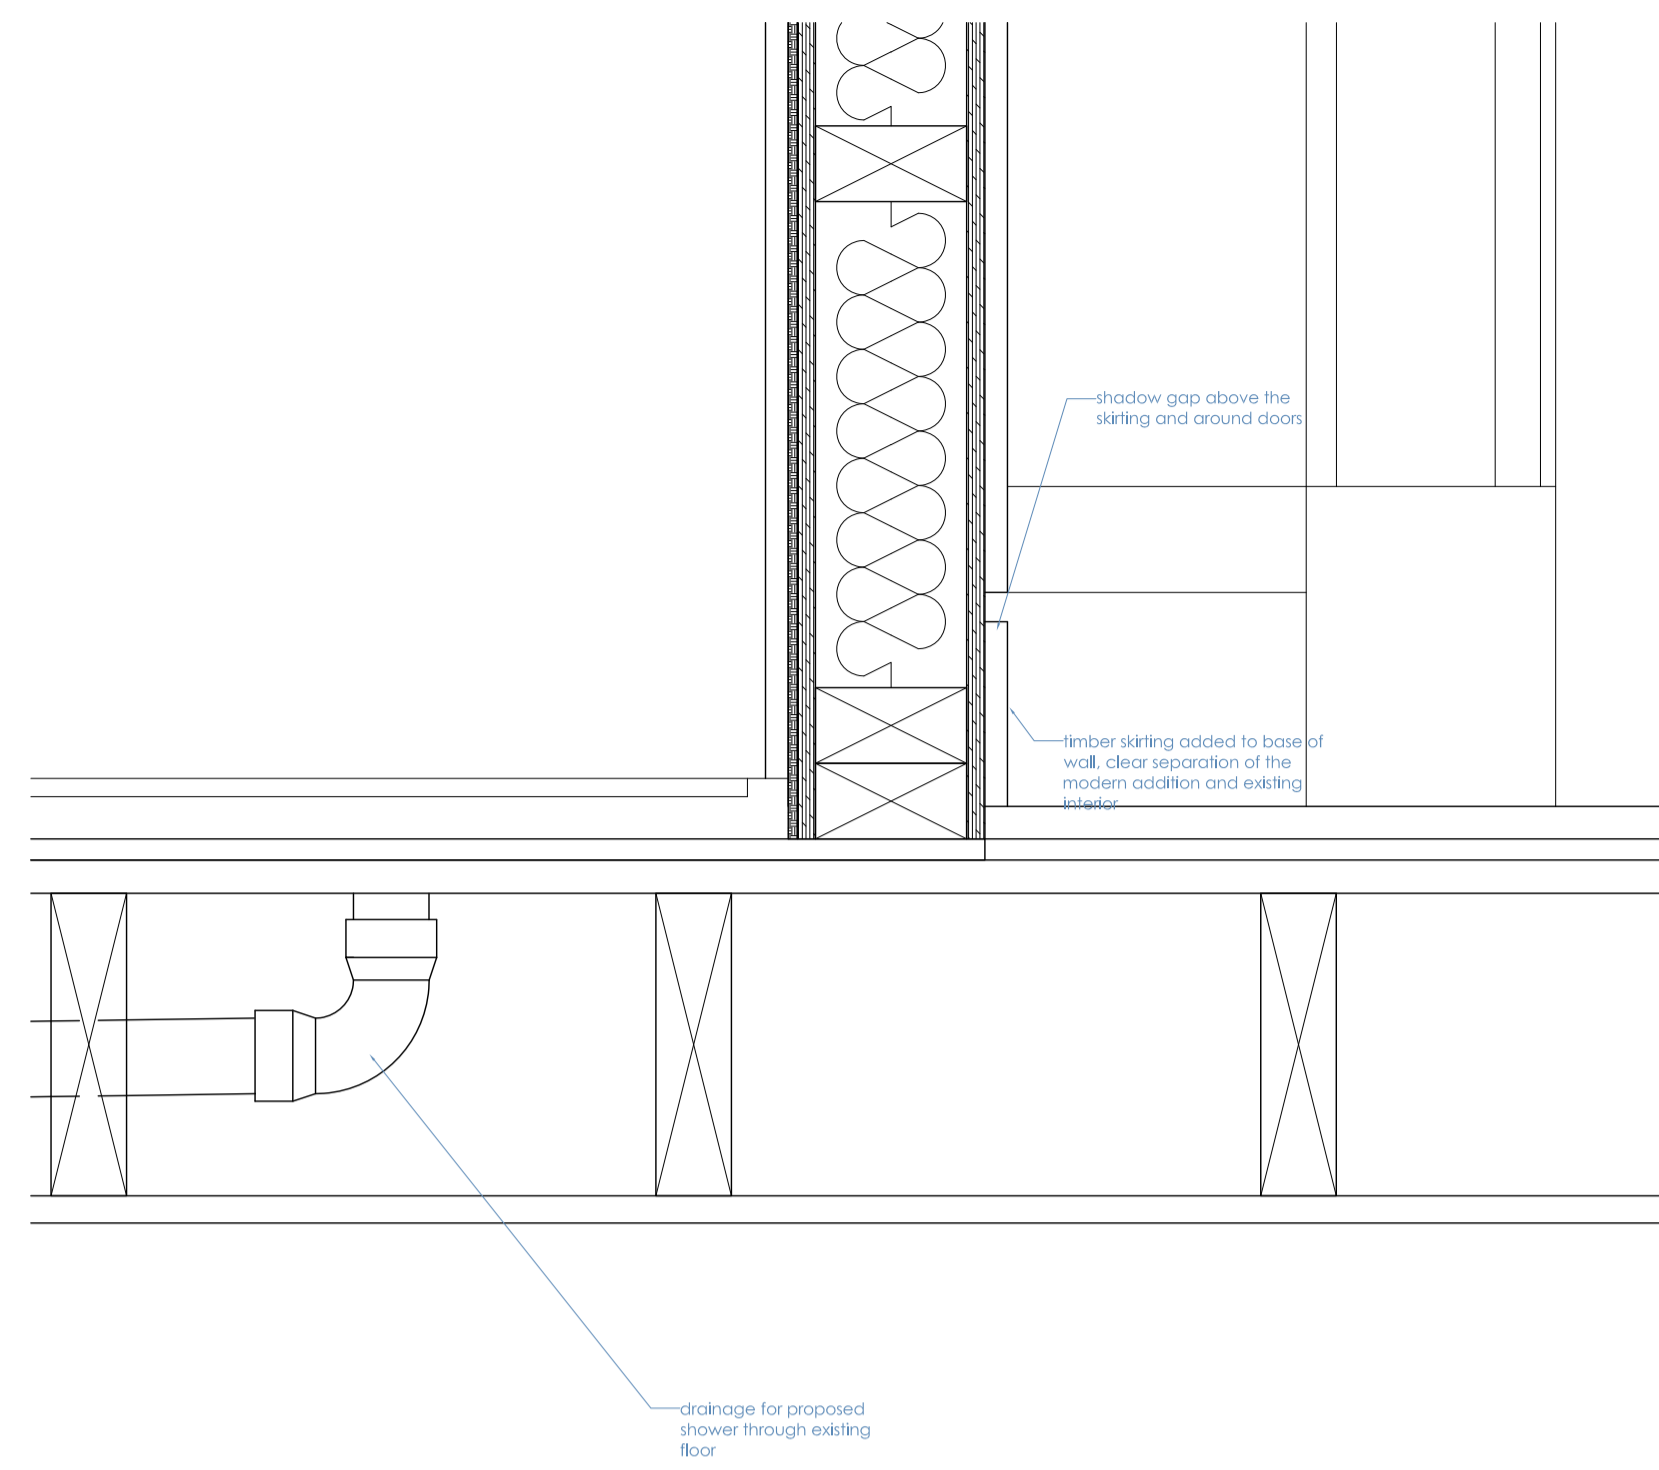 shadow gap above the
skirting and around doors
timber skirting added to base of
wall, clear separation of the
modern addition and existing
interior
drainage for proposed
shower through existing
floor